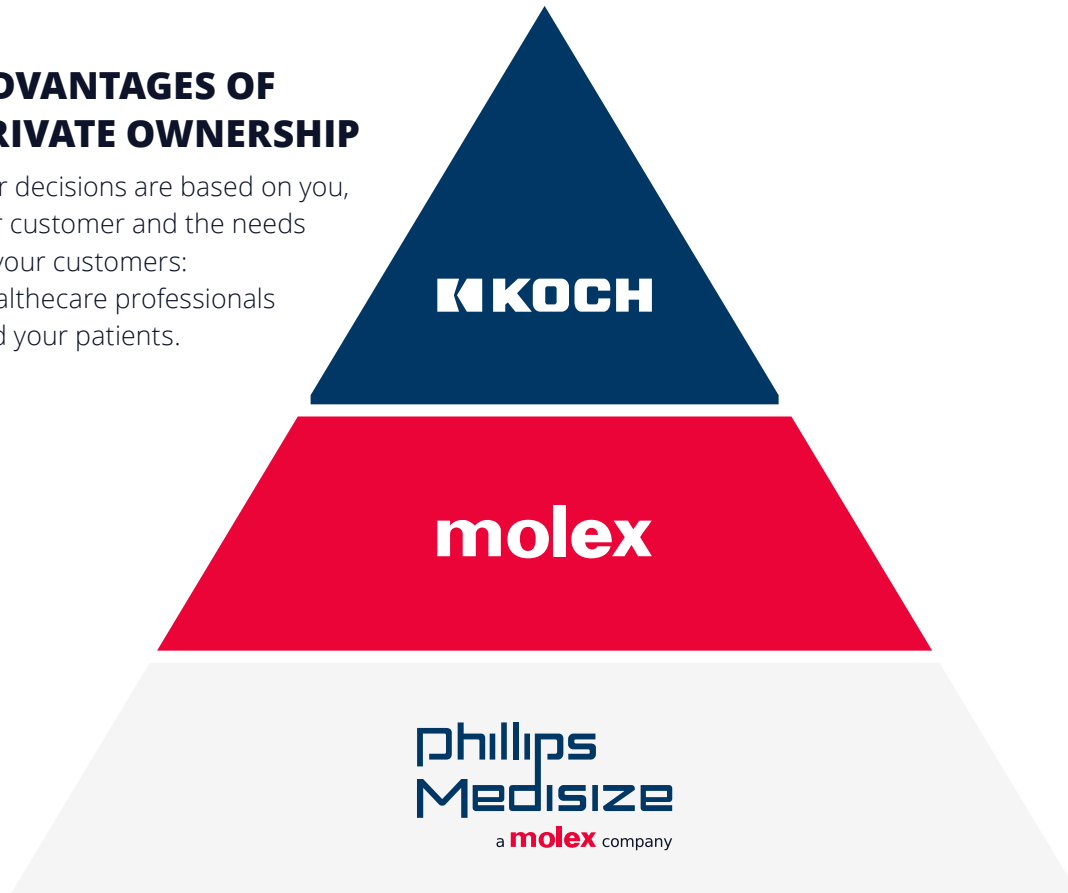 DVANTAGES OF
RIVATE OWNERSHIP
r decisions are based on you,
r customer and the needs
your customers:
althecare professionals
d your patients.
KOCH
molex
phillips
Medisize
a molex company